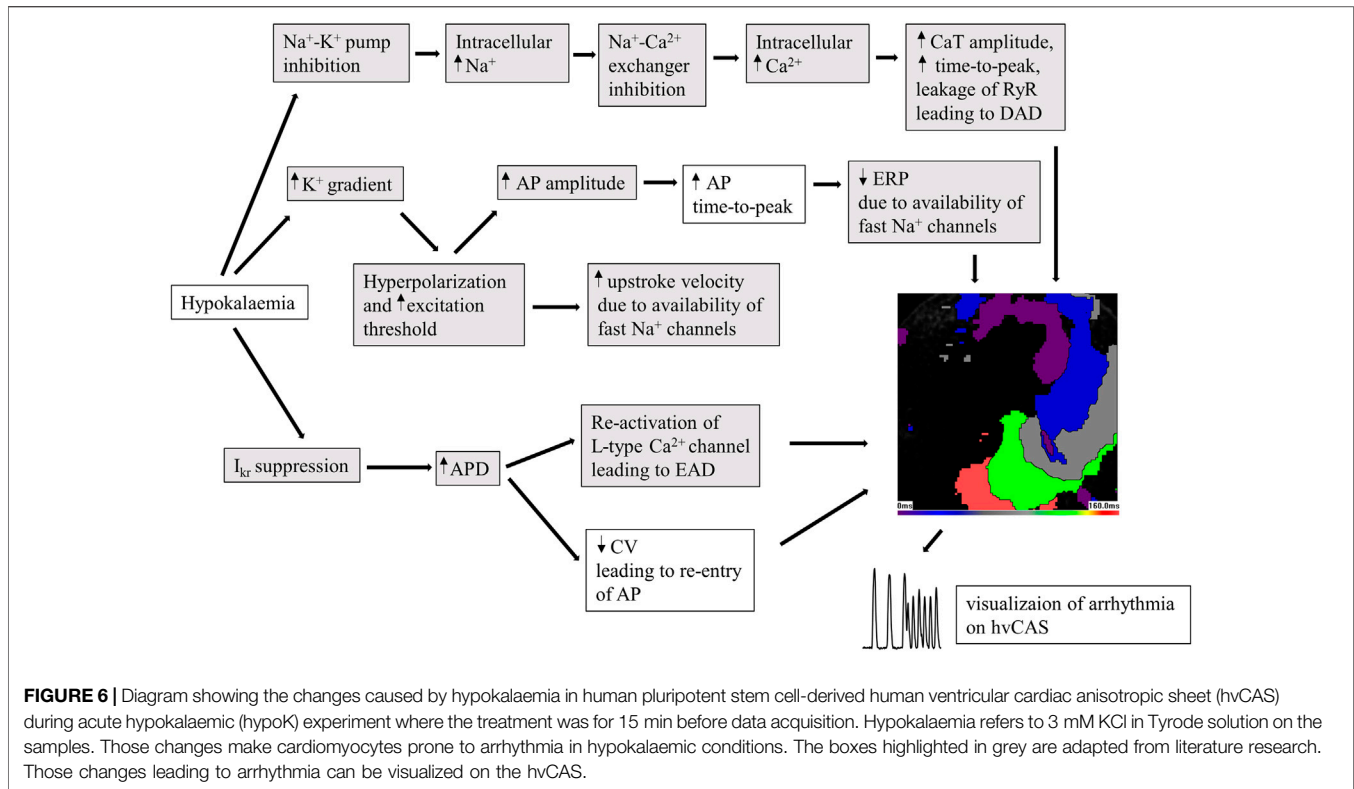 Na⁺-K⁺ pump
inhibition
Intracellular
↑Na⁺
Na⁺-Ca²⁺
exchanger
inhibition
Intracellular
↑Ca²⁺
↑ CaT amplitude,
↑ time-to-peak,
leakage of RyR
leading to DAD
↑K⁺ gradient
↑ AP amplitude
↑ AP
time-to-peak
↓ ERP
due to availability of
fast Na⁺ channels
Hypokalaemia
Hyperpolarization
and ↑excitation
threshold
↑ upstroke velocity
due to availability of
fast Na⁺ channels
I_kr suppression
↑APD
Re-activation of
L-type Ca²⁺ channel
leading to EAD
↓ CV
leading to re-entry
of AP
0ms
160.0ms
visualizaion of arrhythmia
on hvCAS
FIGURE 6 | Diagram showing the changes caused by hypokalaemia in human pluripotent stem cell-derived human ventricular cardiac anisotropic sheet (hvCAS)
during acute hypokalaemic (hypoK) experiment where the treatment was for 15 min before data acquisition. Hypokalaemia refers to 3 mM KCl in Tyrode solution on the
samples. Those changes make cardiomyocytes prone to arrhythmia in hypokalaemic conditions. The boxes highlighted in grey are adapted from literature research.
Those changes leading to arrhythmia can be visualized on the hvCAS.